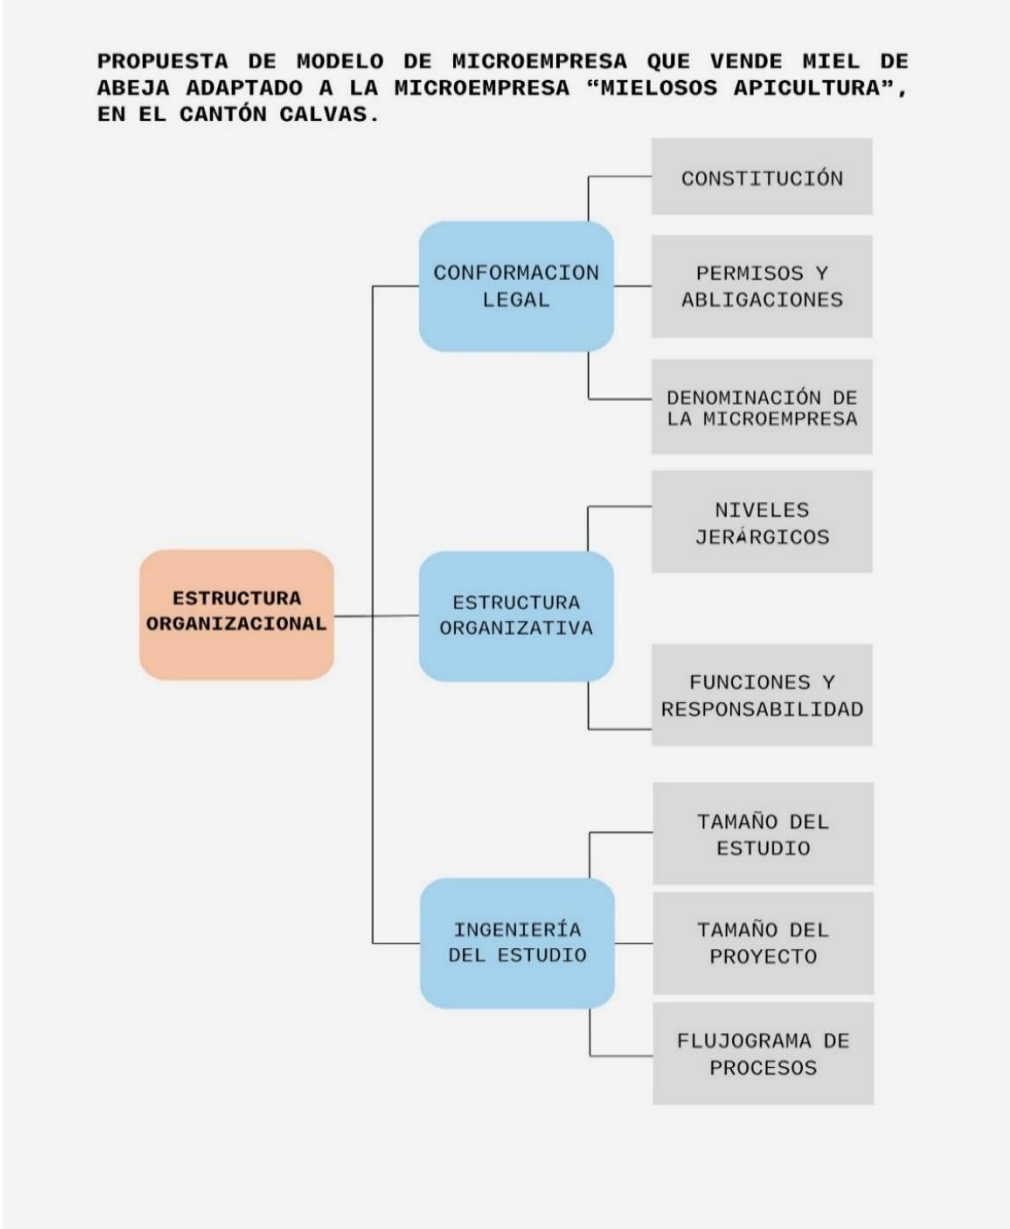 PROPUESTA DE MODELO DE MICROEMPRESA QUE VENDE MIEL DE
ABEJA ADAPTADO A LA MICROEMPRESA “MIELOSOS APICULTURA”,
EN EL CANTÓN CALVAS.
ESTRUCTURA
ORGANIZACIONAL
CONFORMACION
LEGAL
CONSTITUCIÓN
PERMISOS Y
ABLIGACIONES
DENOMINACIÓN DE
LA MICROEMPRESA
ESTRUCTURA
ORGANIZATIVA
NIVELES
JERÁRGICOS
FUNCIONES Y
RESPONSABILIDAD
INGENIERÍA
DEL ESTUDIO
TAMAÑO DEL
ESTUDIO
TAMAÑO DEL
PROYECTO
FLUJOGRAMA DE
PROCESOS